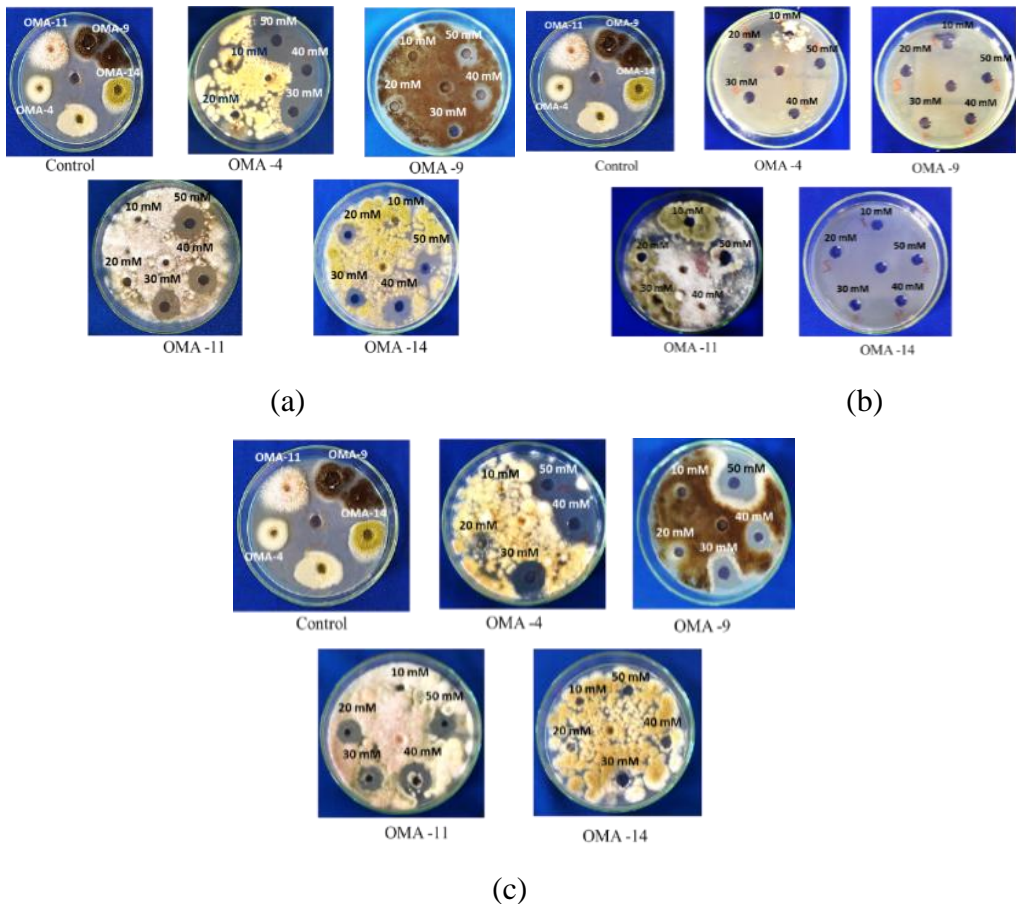 OMA-11
OMA-9
OMA-14
OMA-4
Control
50 mM
10 mM
40 mM
20 mM
30 mM
OMA -4
10 mM
50 mM
20 mM
40 mM
30 mM
OMA -9
10 mM
50 mM
20 mM
40 mM
30 mM
OMA -11
10 mM
20 mM
50 mM
30 mM
40 mM
OMA -14
(a)
OMA-11
OMA-9
OMA-14
OMA-4
Control
10 mM
20 mM
50 mM
30 mM
40 mM
OMA -4
10 mM
20 mM
50 mM
30 mM
40 mM
OMA -9
10 mM
20 mM
50 mM
30 mM
40 mM
OMA -11
10 mM
20 mM
50 mM
30 mM
40 mM
OMA -14
(b)
OMA-11
OMA-9
OMA-14
OMA-4
Control
50 mM
10 mM
40 mM
20 mM
30 mM
OMA -4
10 mM
50 mM
40 mM
20 mM
30 mM
OMA -9
10 mM
50 mM
20 mM
30 mM
40 mM
OMA -11
50 mM
10 mM
40 mM
20 mM
30 mM
OMA -14
(c)